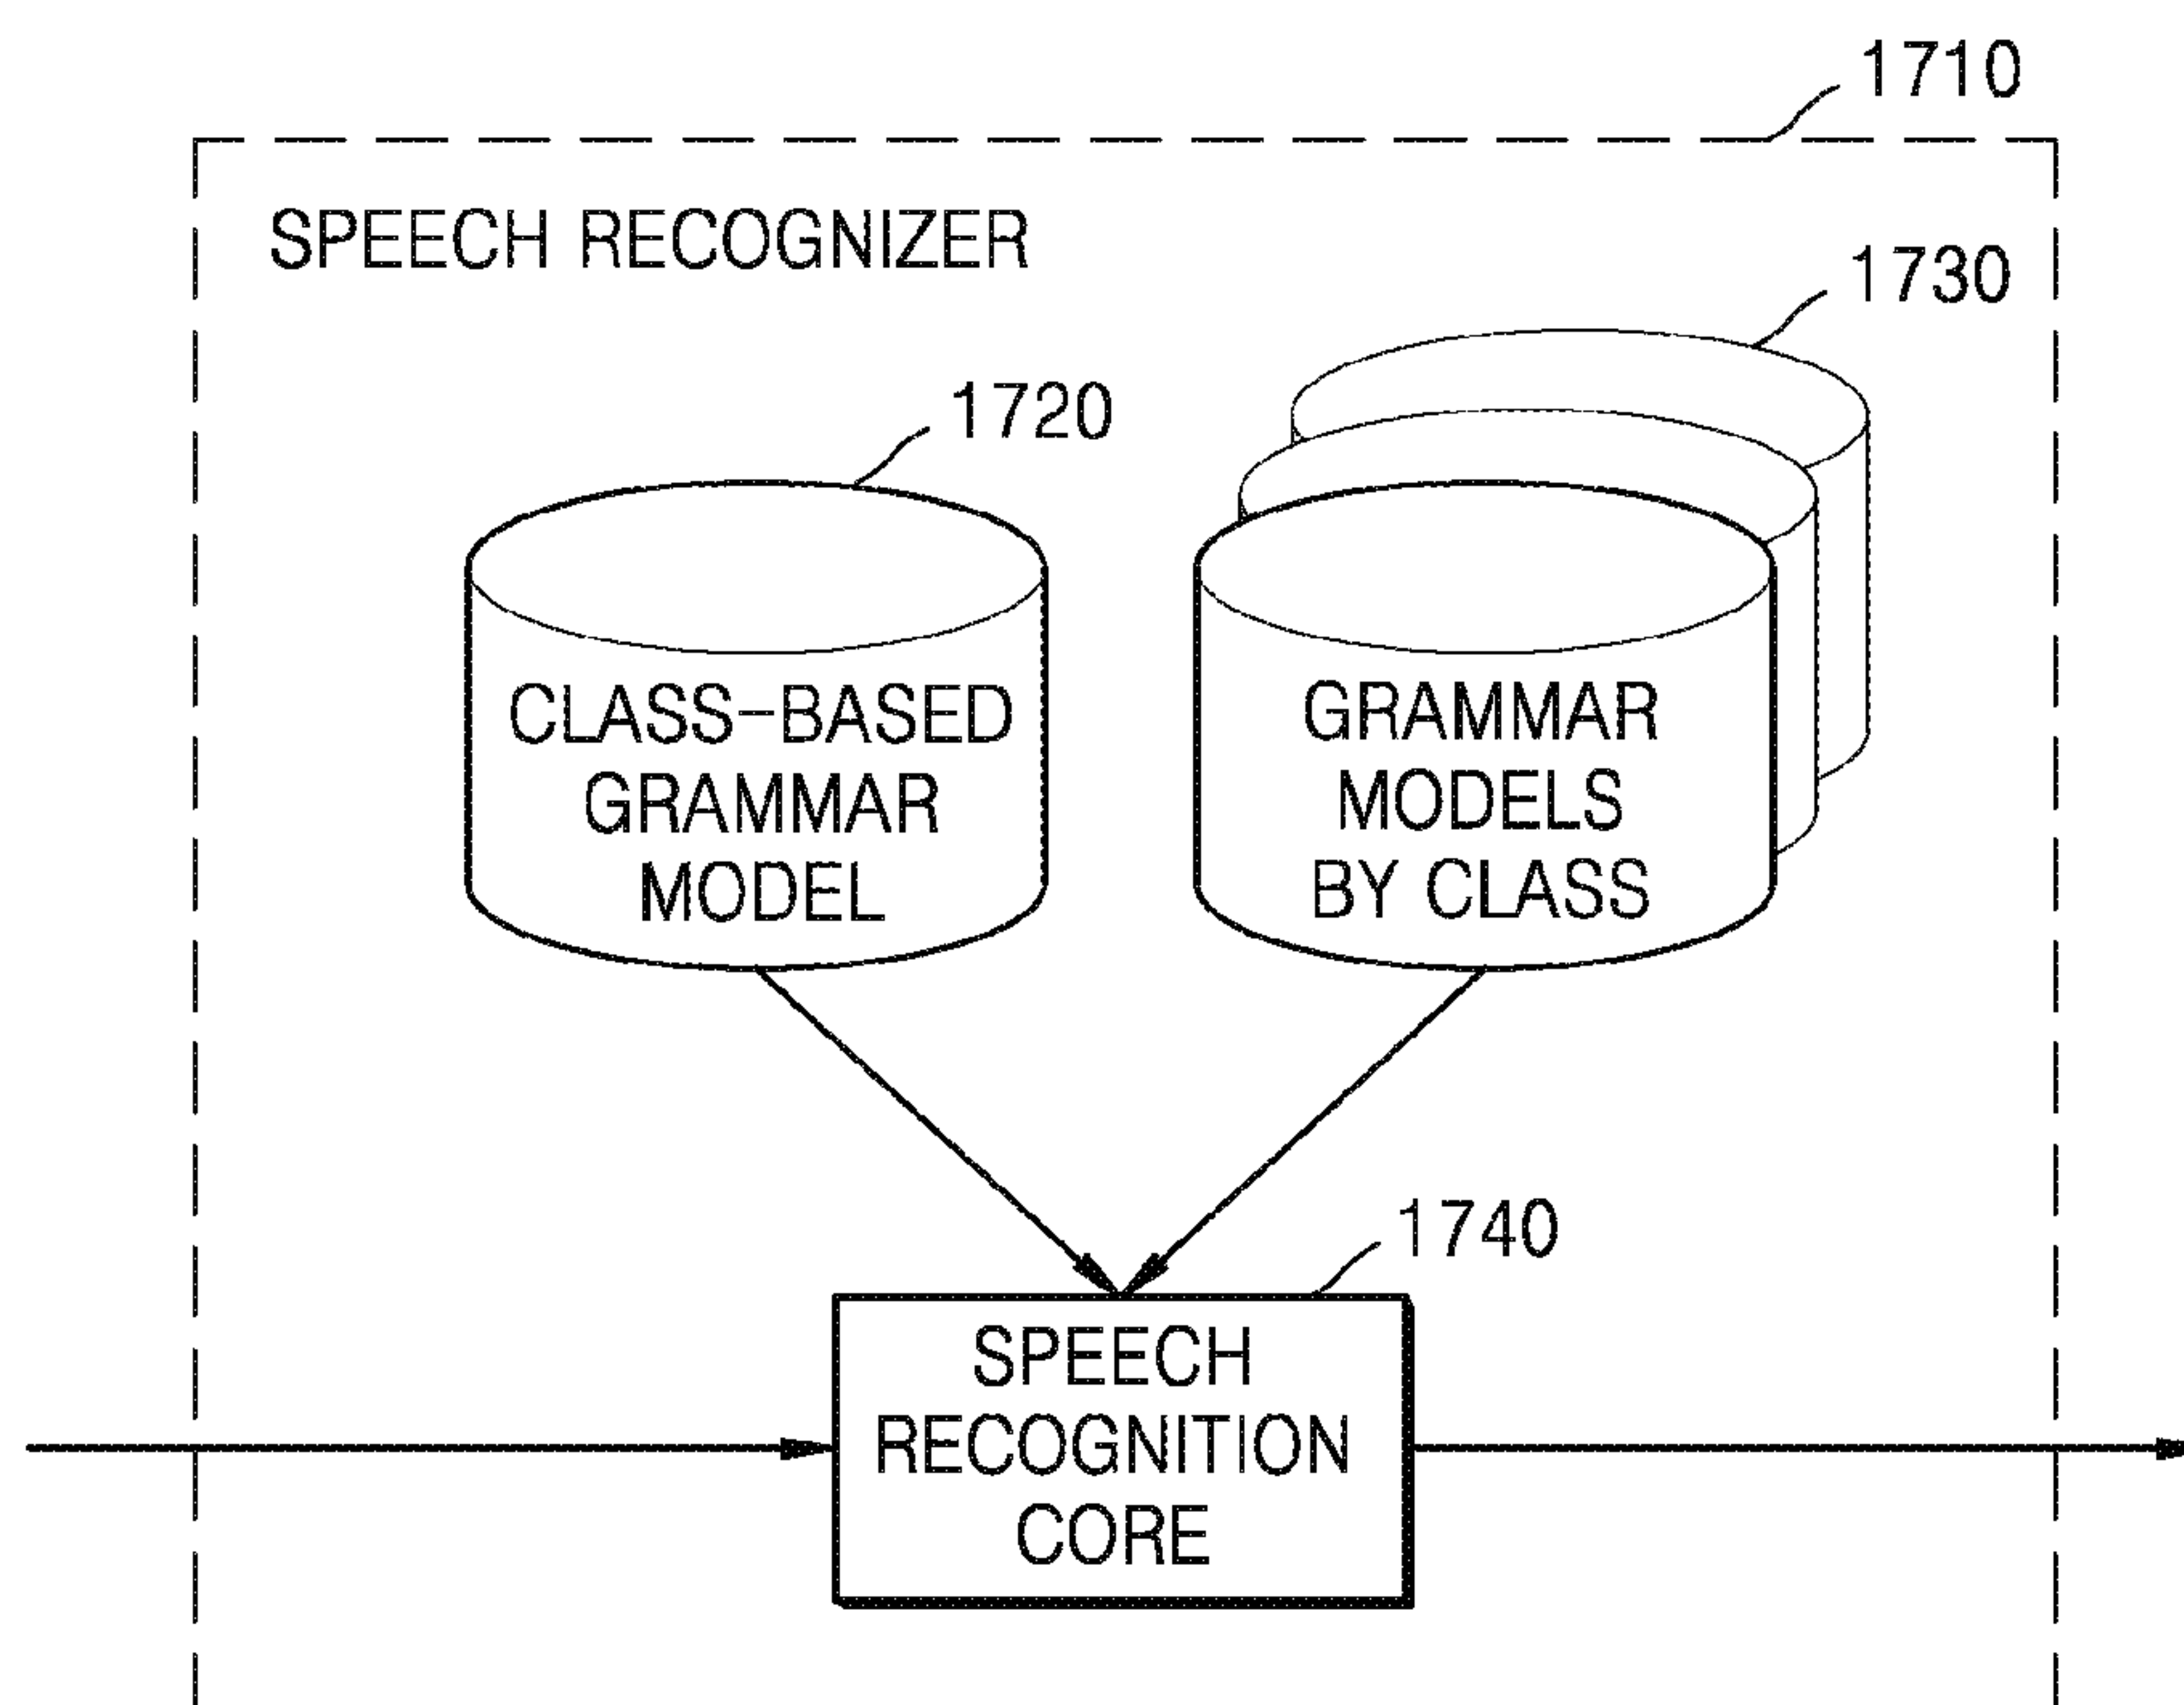 1710
SPEECH RECOGNIZER
1730
1720
CLASS-BASED
GRAMMAR
MODEL
GRAMMAR
MODELS
BY CLASS
1740
SPEECH
RECOGNITION
CORE